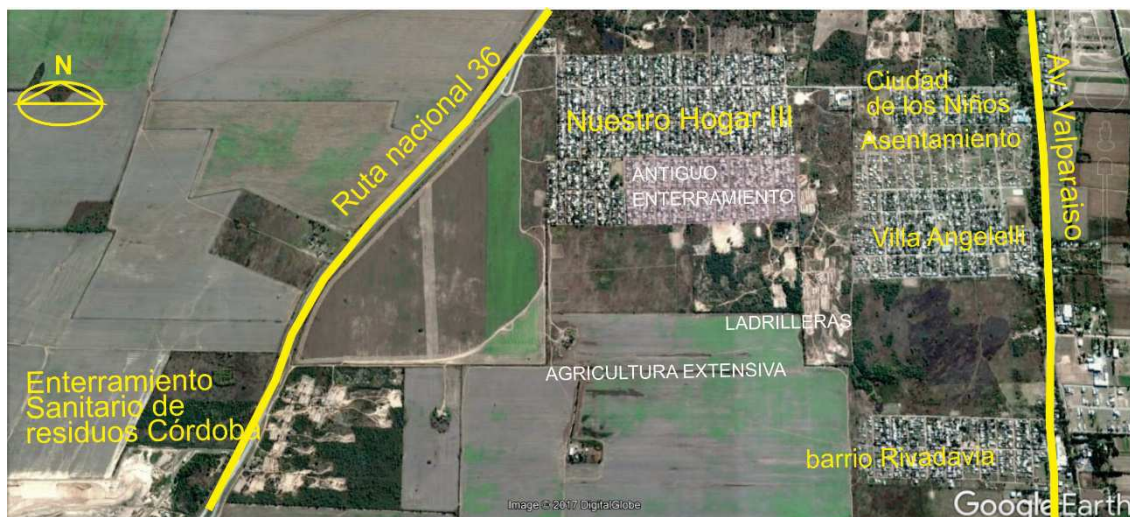 N
Ruta nacional 36
Nuestro Hogar III
Ciudad
de los Niños
Asentamiento
Av. Valparaiso
ANTIGUO
ENTERRAMIENTO
Villa Angelelli
LADRILLERAS
AGRICULTURA EXTENSIVA
Enterramiento
Sanitario de
residuos Córdoba
barrio Rivadavia
Image © 2017 DigitalGlobe
Google Earth